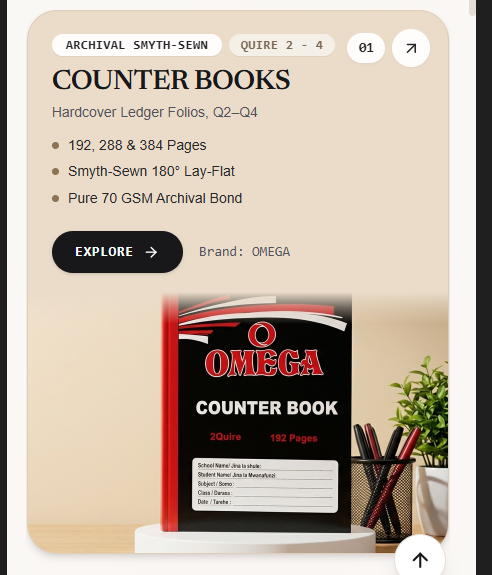 ARCHIVAL SMYTH-SEWN
QUIRE 2 - 4
01
COUNTER BOOKS
Hardcover Ledger Folios, Q2–Q4
192, 288 & 384 Pages
Smyth-Sewn 180° Lay-Flat
Pure 70 GSM Archival Bond
EXPLORE
Brand: OMEGA
OMEGA
COUNTER BOOK
2Quire 192 Pages
School Name/ Jina la shule:
Student Name/ Jina la Mwanafunzi:
Subject / Somo :
Class / Darasa :
Date / Tarehe :